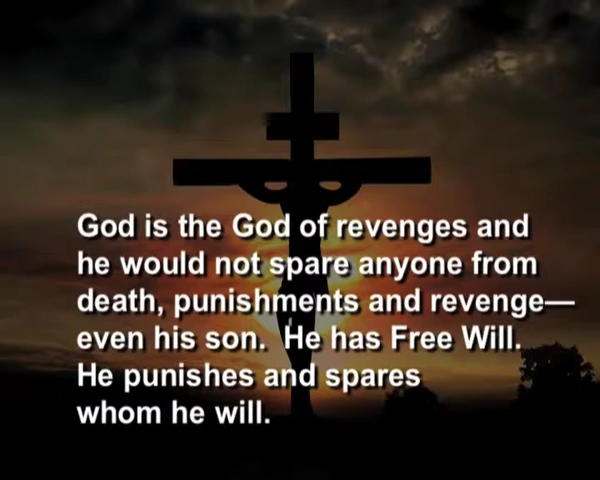 God is the God of revenges and
he would not spare anyone from
death, punishments and revenge—
even his son.  He has Free Will.
He punishes and spares
whom he will.